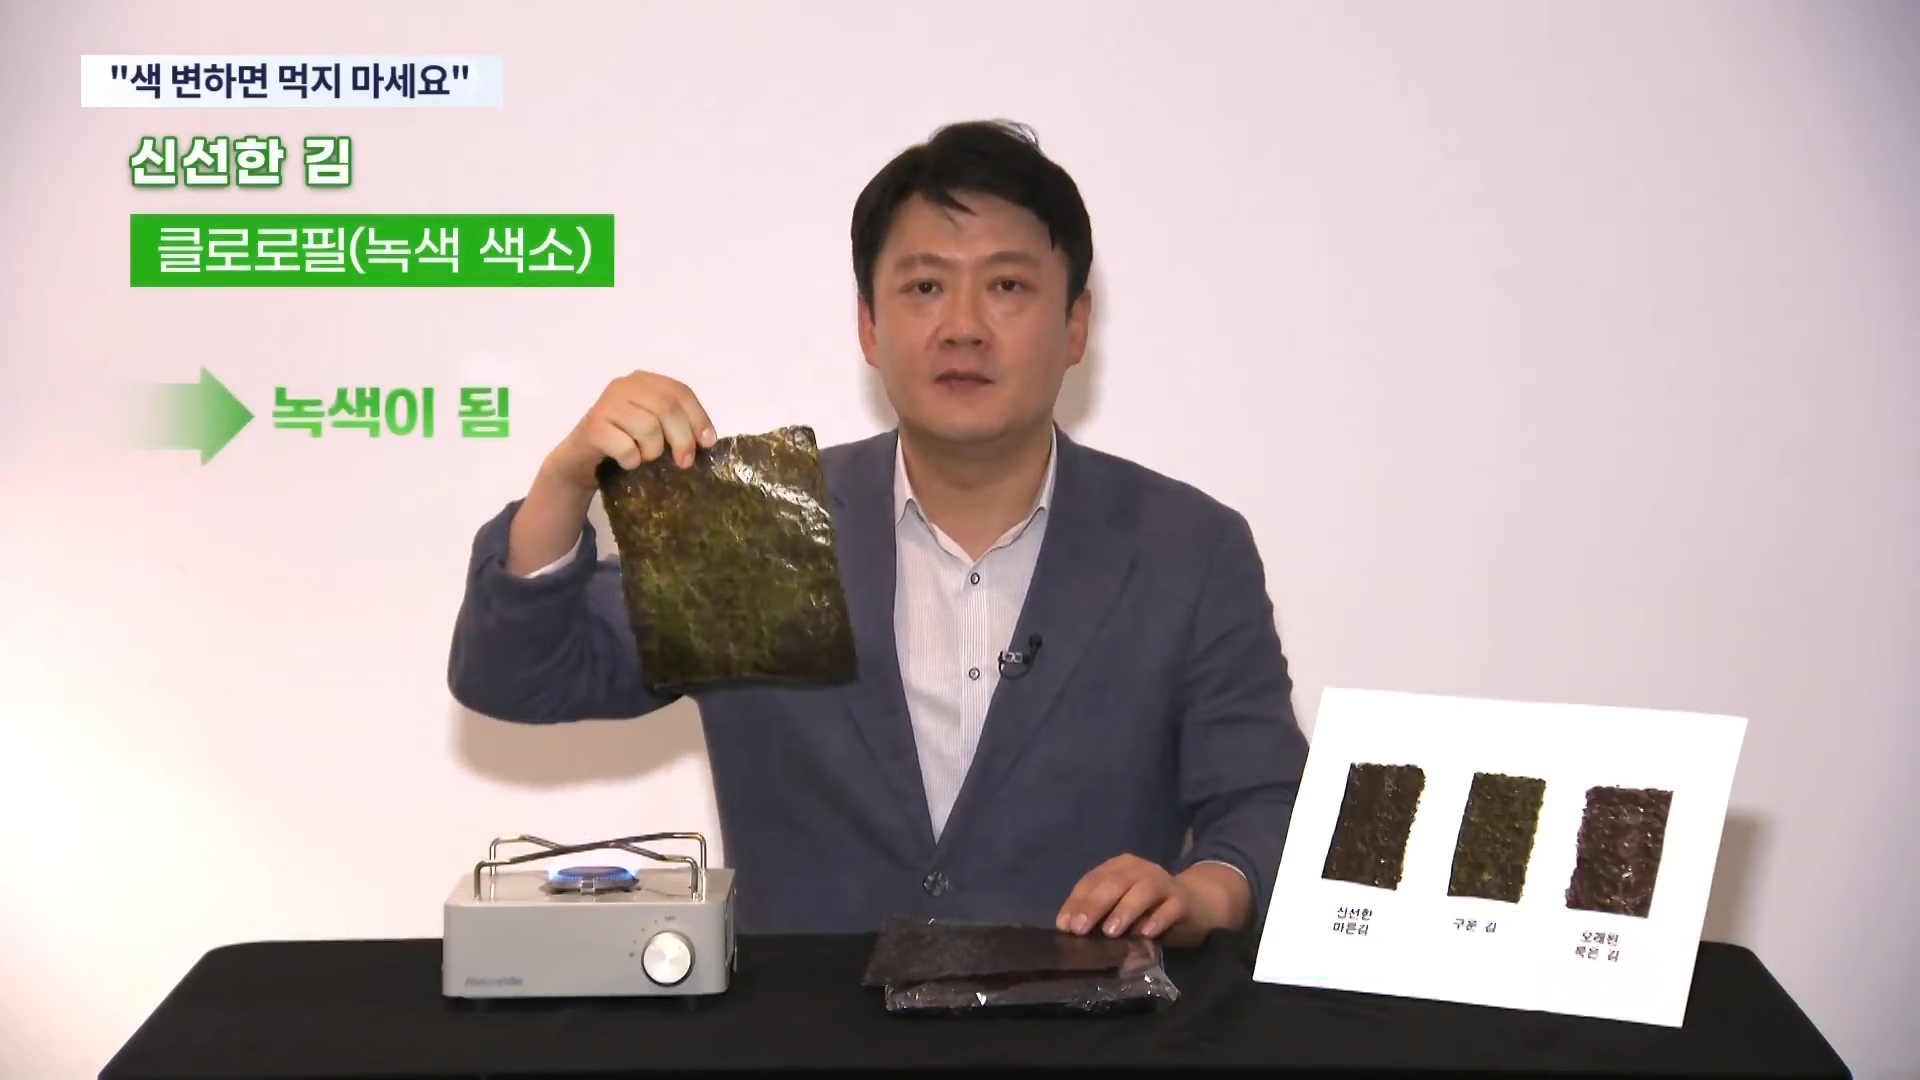 "색 변하면 먹지 마세요"
신선한 김
클로로필(녹색 색소)
녹색이 됨
신선한
마른김
구운 김
오래된
묵은 김